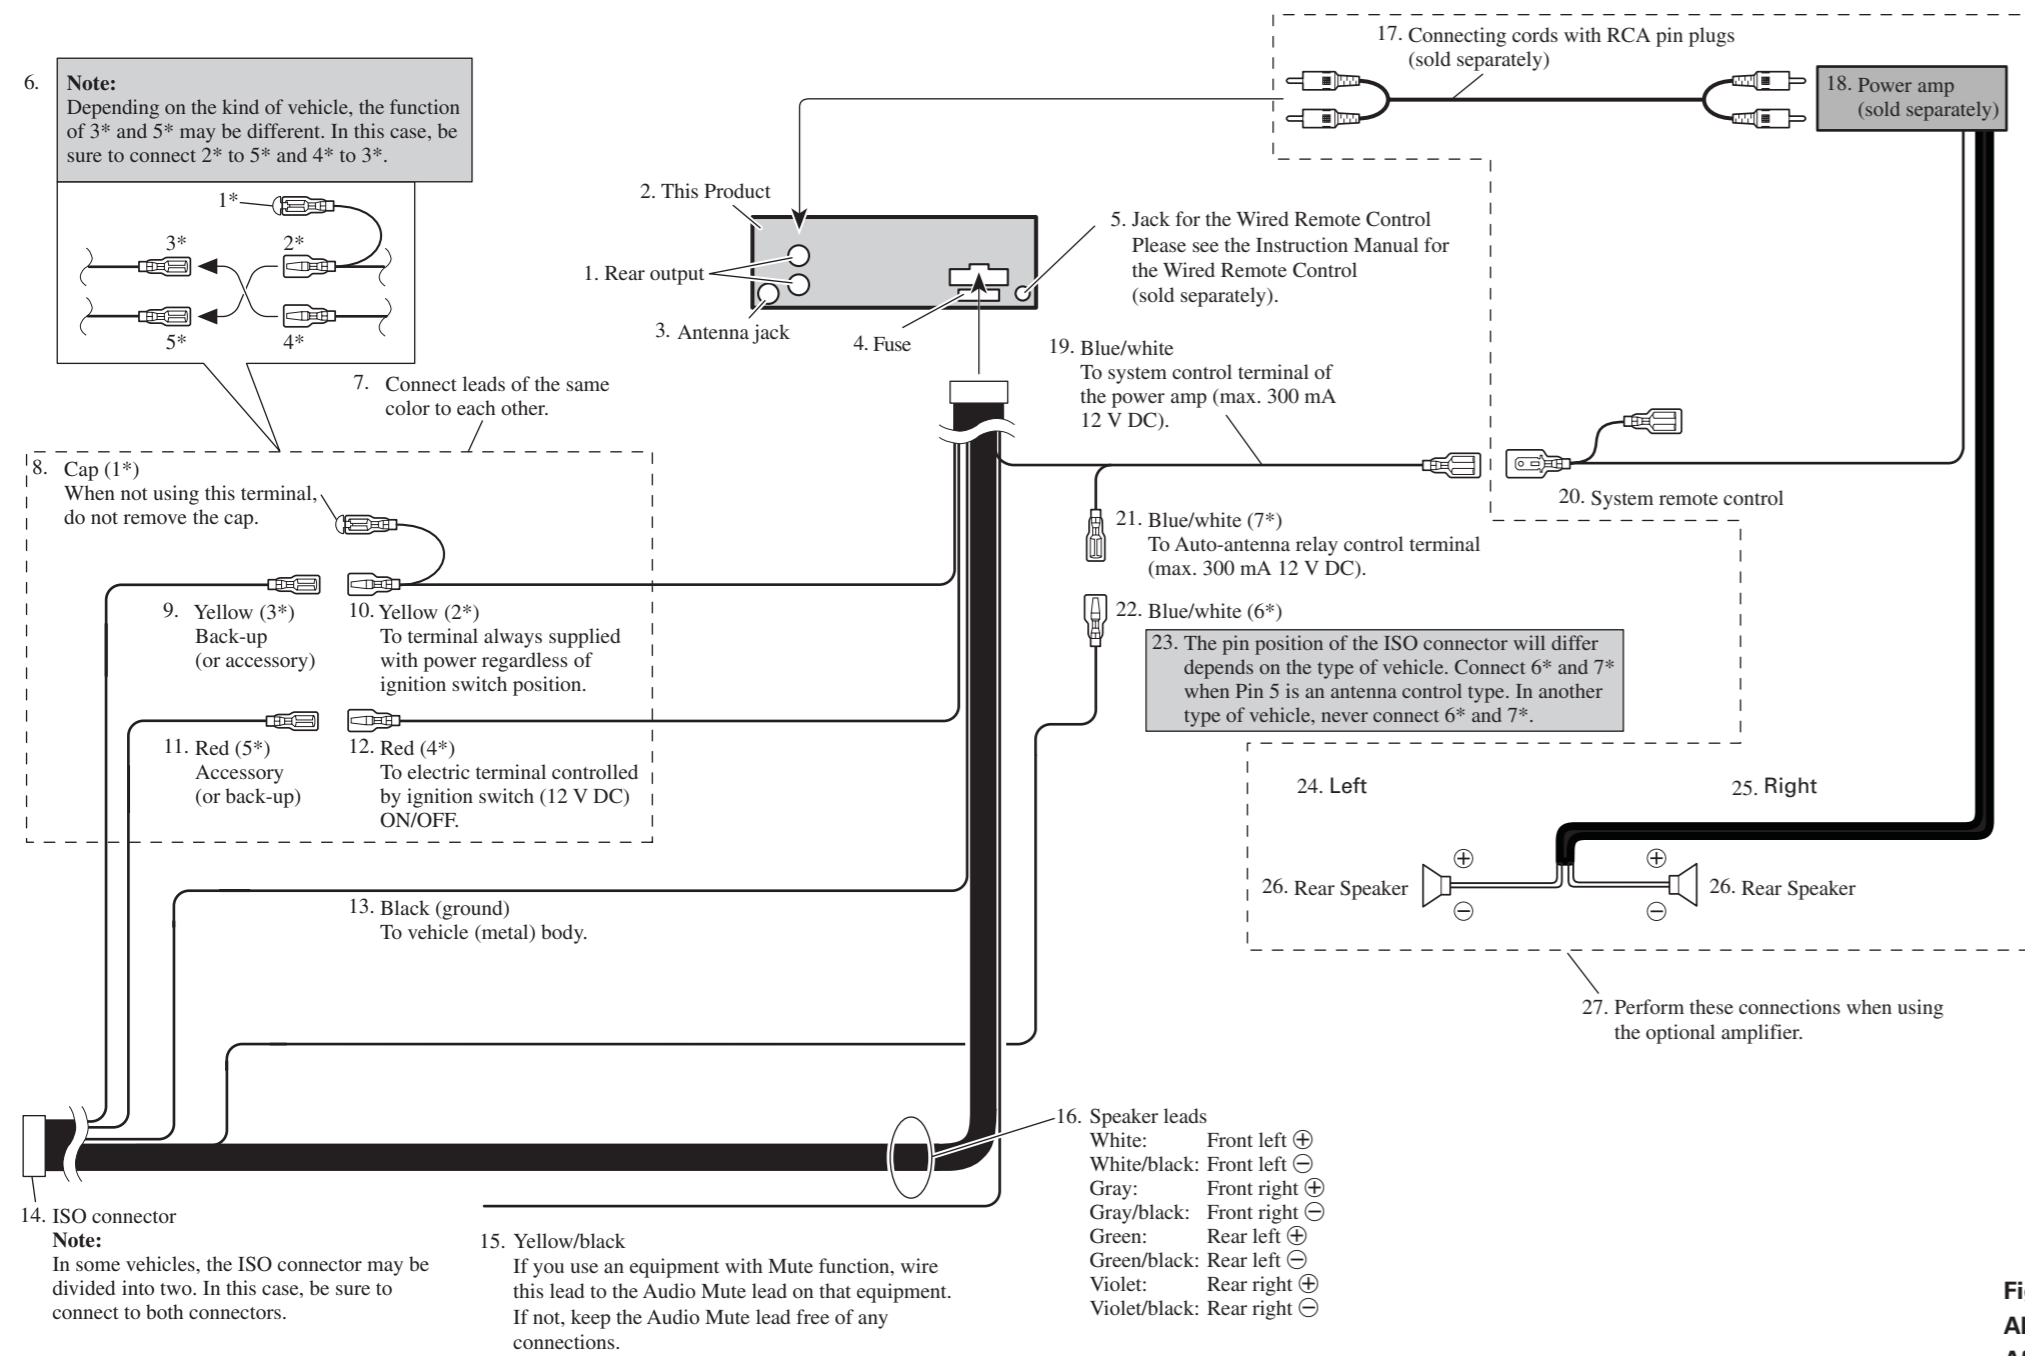 17. Connecting cords with RCA pin plugs
(sold separately)
18. Power amp
(sold separately)
6. Note:
Depending on the kind of vehicle, the function
of 3* and 5* may be different. In this case, be
sure to connect 2* to 5* and 4* to 3*.
1*
3*
2*
5*
4*
2. This Product
1. Rear output
3. Antenna jack
4. Fuse
5. Jack for the Wired Remote Control
Please see the Instruction Manual for
the Wired Remote Control
(sold separately).
7. Connect leads of the same
color to each other.
19. Blue/white
To system control terminal of
the power amp (max. 300 mA
12 V DC).
8. Cap (1*)
When not using this terminal,
do not remove the cap.
20. System remote control
21. Blue/white (7*)
To Auto-antenna relay control terminal
(max. 300 mA 12 V DC).
9. Yellow (3*)
Back-up
(or accessory)
10. Yellow (2*)
To terminal always supplied
with power regardless of
ignition switch position.
22. Blue/white (6*)
23. The pin position of the ISO connector will differ
depends on the type of vehicle. Connect 6* and 7*
when Pin 5 is an antenna control type. In another
type of vehicle, never connect 6* and 7*.
11. Red (5*)
Accessory
(or back-up)
12. Red (4*)
To electric terminal controlled
by ignition switch (12 V DC)
ON/OFF.
24. Left
25. Right
26. Rear Speaker
⊕
⊖
⊕
⊖
26. Rear Speaker
13. Black (ground)
To vehicle (metal) body.
27. Perform these connections when using
the optional amplifier.
14. ISO connector
Note:
In some vehicles, the ISO connector may be
divided into two. In this case, be sure to
connect to both connectors.
15. Yellow/black
If you use an equipment with Mute function, wire
this lead to the Audio Mute lead on that equipment.
If not, keep the Audio Mute lead free of any
connections.
16. Speaker leads
White: Front left ⊕
White/black: Front left ⊖
Gray: Front right ⊕
Gray/black: Front right ⊖
Green: Rear left ⊕
Green/black: Rear left ⊖
Violet: Rear right ⊕
Violet/black: Rear right ⊖